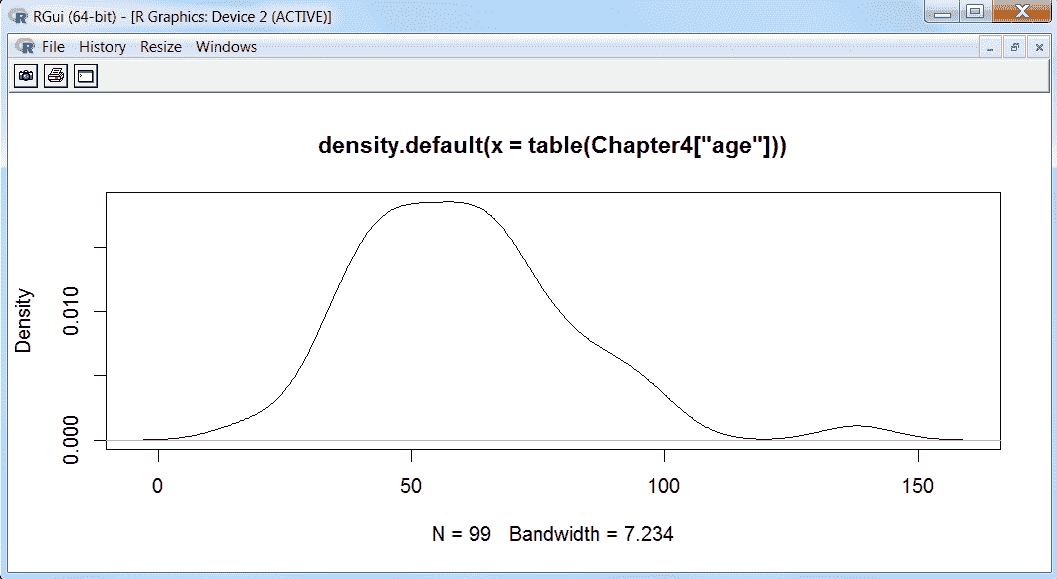 RGui (64-bit) - [R Graphics: Device 2 (ACTIVE)]
File History Resize Windows
density.default(x = table(Chapter4["age"]))
Density
0.010
0.000
0 50 100 150
N = 99 Bandwidth = 7.234